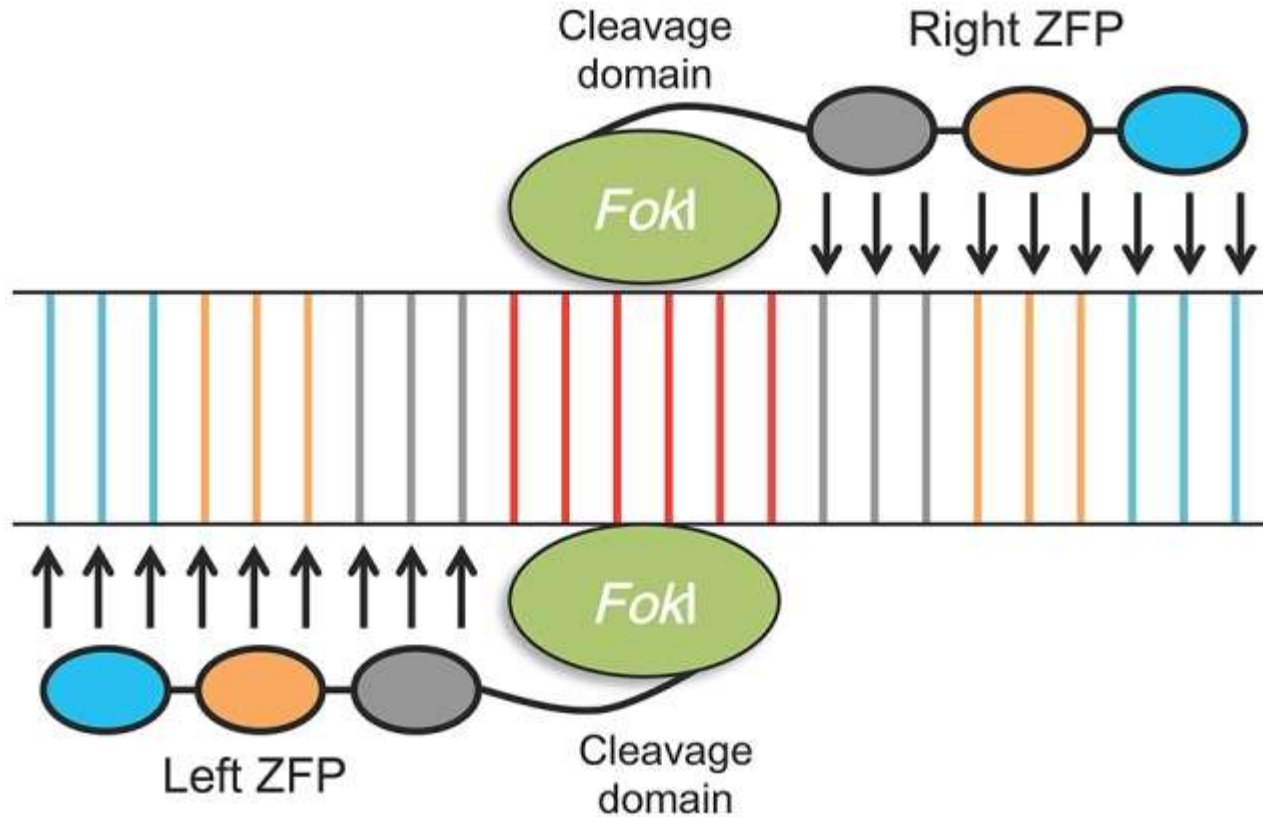 Cleavage
domain
Right ZFP
FokI
FokI
Left ZFP
Cleavage
domain